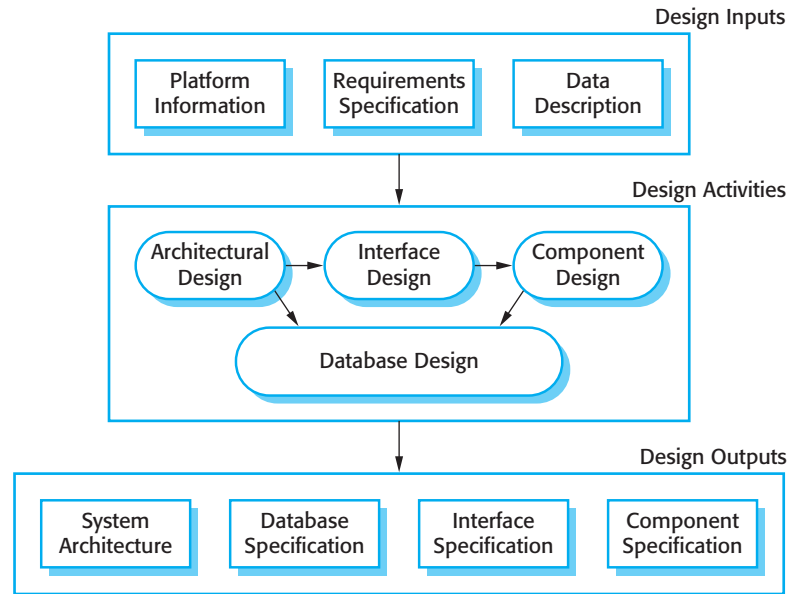 Design Inputs
Platform
Information
Requirements
Specification
Data
Description
Design Activities
Architectural
Design
Interface
Design
Component
Design
Database Design
Design Outputs
System
Architecture
Database
Specification
Interface
Specification
Component
Specification